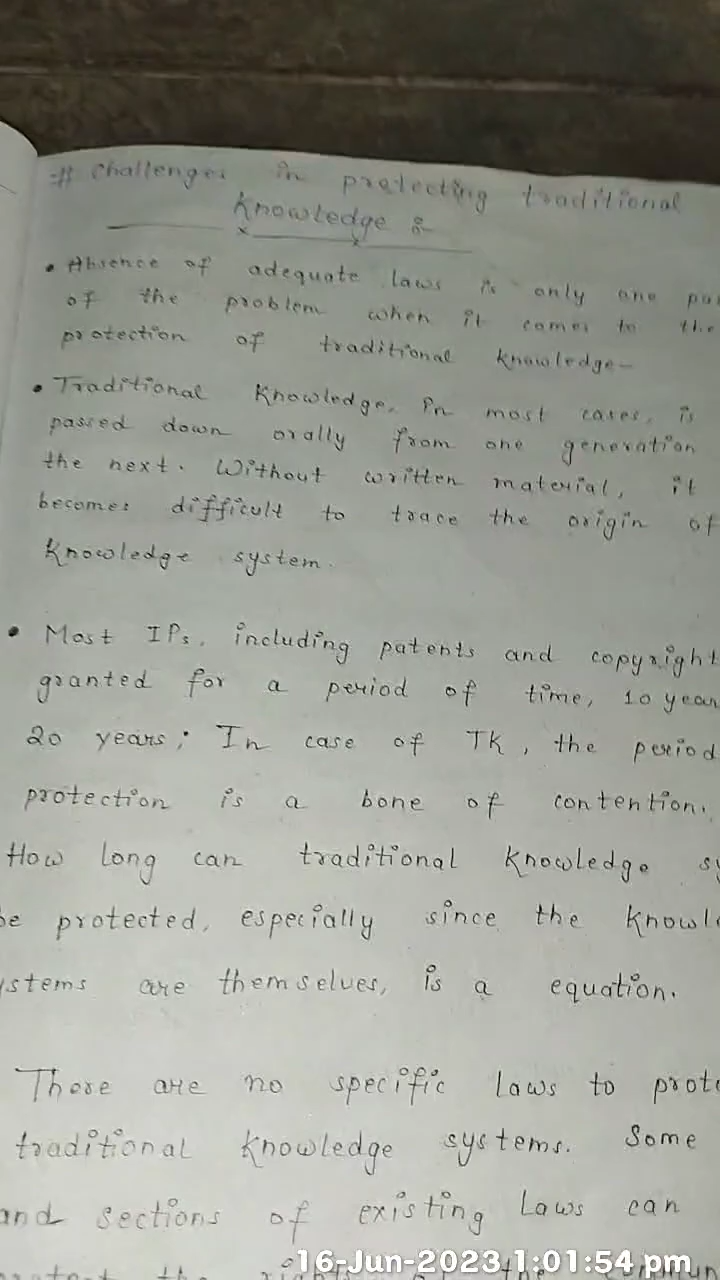 # Challenges in protecting traditional
Knowledge :-
• Absence of adequate laws is only one
of the problem when it comes to the
protection of traditional knowledge-
• Traditional Knowledge, in most cases, is
passed down orally from one generation
the next. Without written material, it
becomes difficult to trace the origin of
Knowledge system.
• Most IPs, including patents and copyright
granted for a period of time, 10 year
20 years; In case of TK, the period
protection is a bone of contention.
How long can traditional Knowledge sy
be protected, especially since the Knowle
ystems are themselves, is a equation.
There are no specific laws to prote
traditional Knowledge systems. Some
and sections of existing Laws can
the
16-Jun-2023 1:01:54 pm